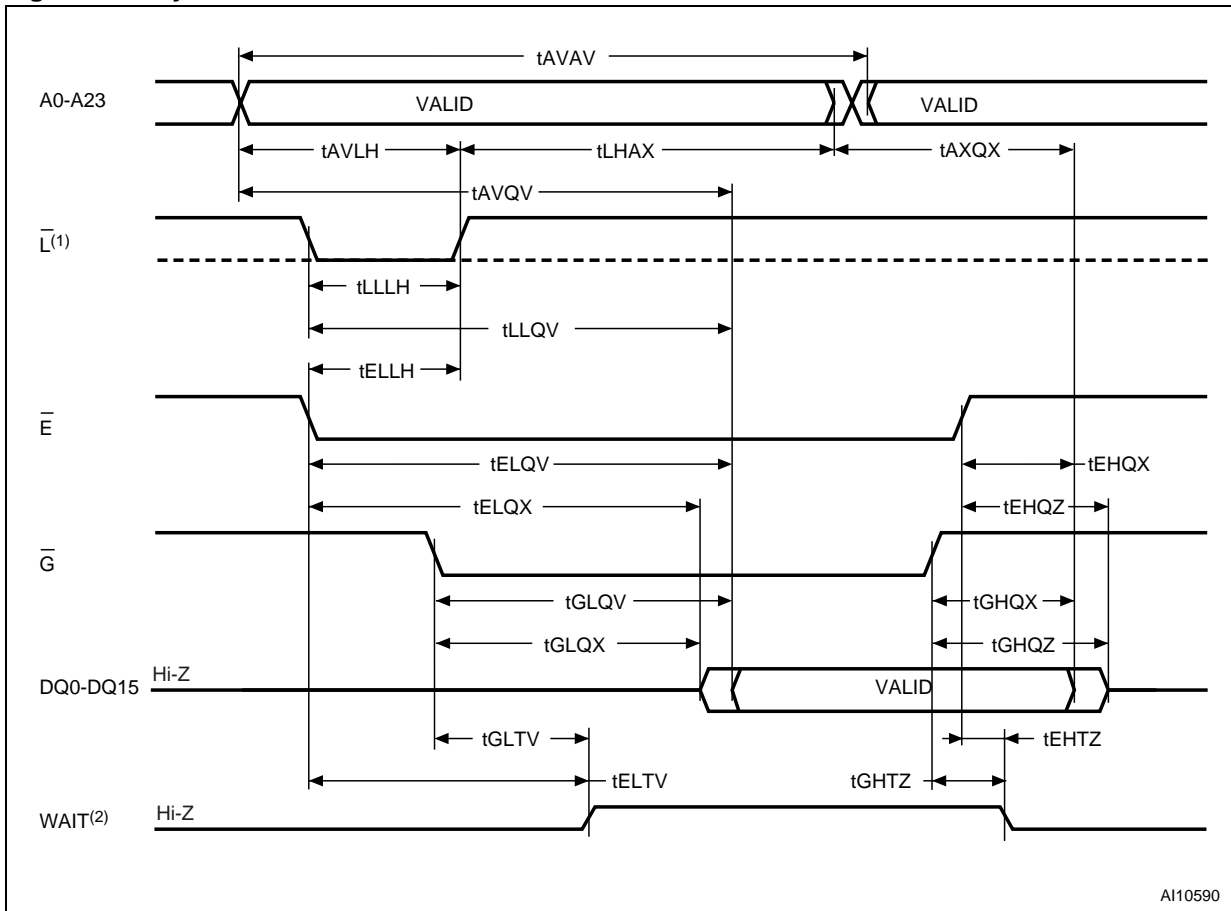 tAVAV
A0-A23
VALID
VALID
tAVLH
tLHAX
tAXQX
tAVQV
L̅(1)
tLLLH
tLLQV
tELLH
E̅
tELQV
tEHQX
tELQX
tEHQZ
G̅
tGLQV
tGHQX
tGLQX
tGHQZ
DQ0-DQ15
Hi-Z
VALID
tGLTV
tEHTZ
tELTV
tGHTZ
WAIT(2)
Hi-Z
AI10590